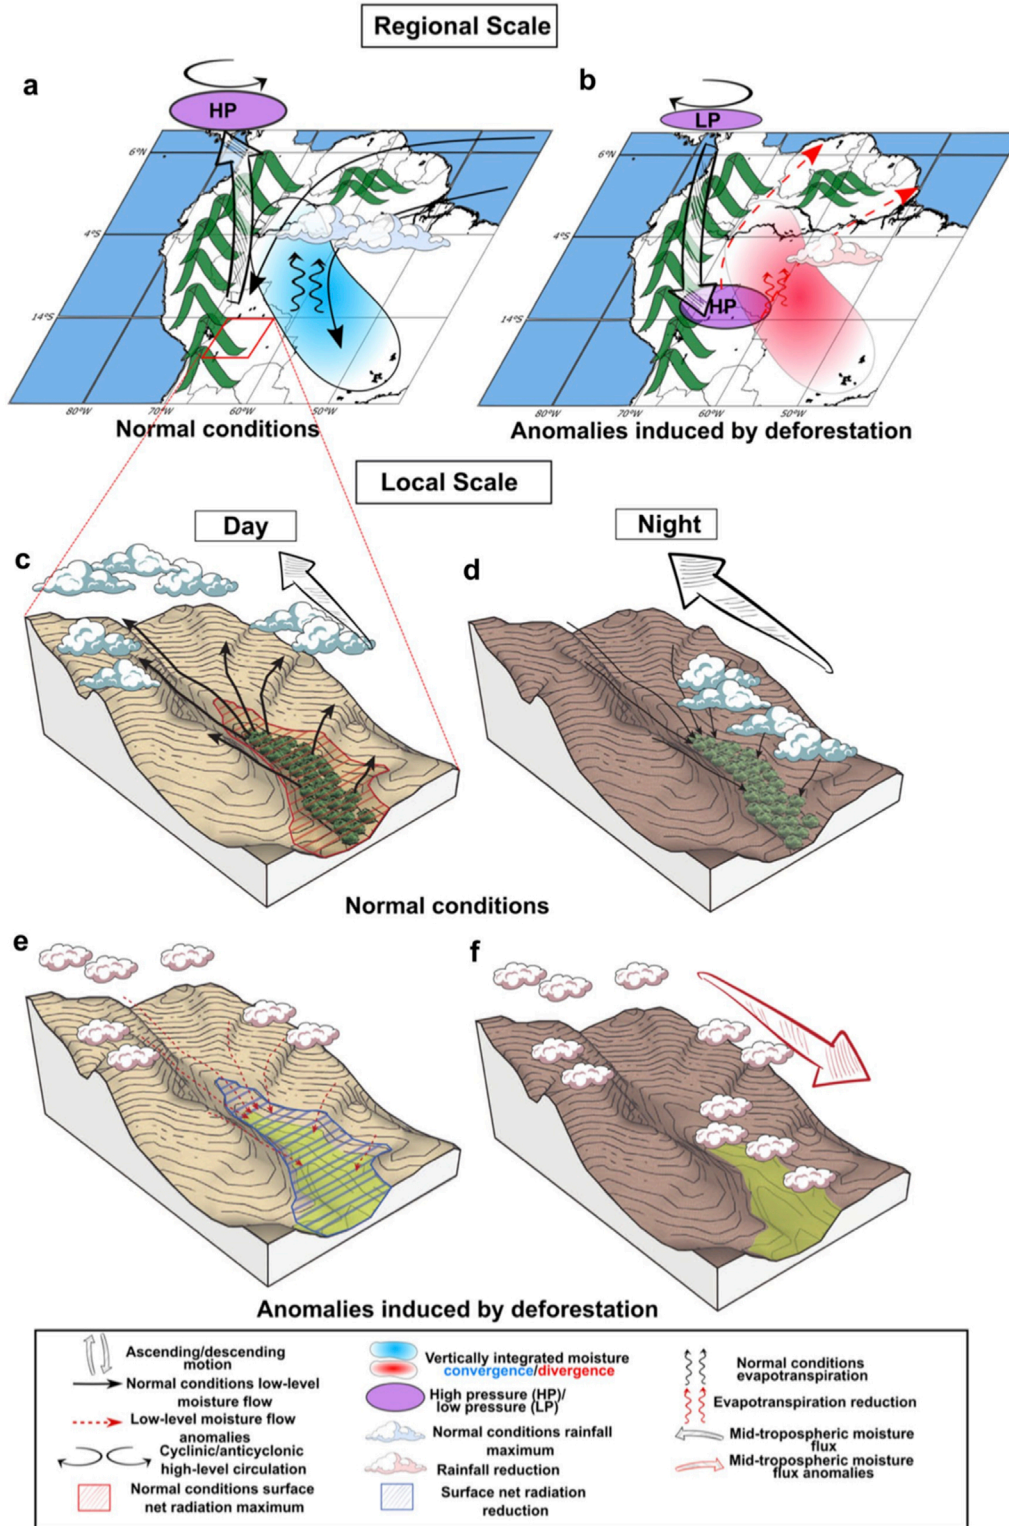 Regional Scale
a
b
HP
LP
6°N
6°N
4°S
4°S
HP
14°S
14°S
80°W
70°W
60°W
50°W
80°W
70°W
60°W
50°W
Normal conditions
Anomalies induced by deforestation
Local Scale
Day
Night
c
d
Normal conditions
e
f
Anomalies induced by deforestation
Ascending/descending
motion
Normal conditions low-level
moisture flow
Low-level moisture flow
anomalies
Cyclinic/anticyclonic
high-level circulation
Normal conditions surface
net radiation maximum
Vertically integrated moisture
convergence/divergence
High pressure (HP)/
low pressure (LP)
Normal conditions rainfall
maximum
Rainfall reduction
Surface net radiation
reduction
Normal conditions
evapotranspiration
Evapotranspiration reduction
Mid-tropospheric moisture
flux
Mid-tropospheric moisture
flux anomalies